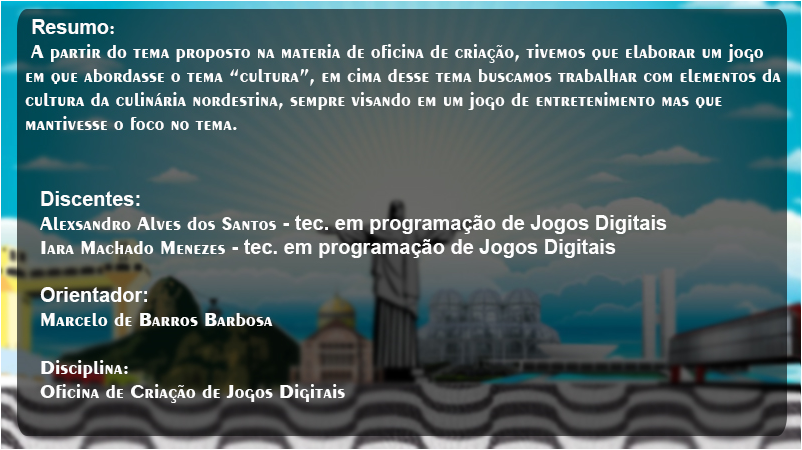 Resumo:
A partir do tema proposto na materia de oficina de criação, tivemos que elaborar um jogo
em que abordasse o tema “cultura”, em cima desse tema buscamos trabalhar com elementos da
cultura da culinária nordestina, sempre visando em um jogo de entretenimento mas que
mantivesse o foco no tema.
Discentes:
Alexsandro Alves dos Santos - tec. em programação de Jogos Digitais
Iara Machado Menezes - tec. em programação de Jogos Digitais
Orientador:
Marcelo de Barros Barbosa
Disciplina:
Oficina de Criação de Jogos Digitais